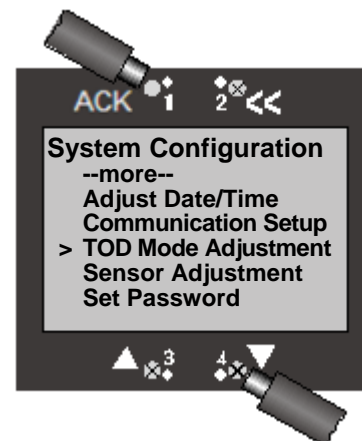 ACK 1 2 <<
System Configuration
--more--
Adjust Date/Time
Communication Setup
> TOD Mode Adjustment
Sensor Adjustment
Set Password
3 4